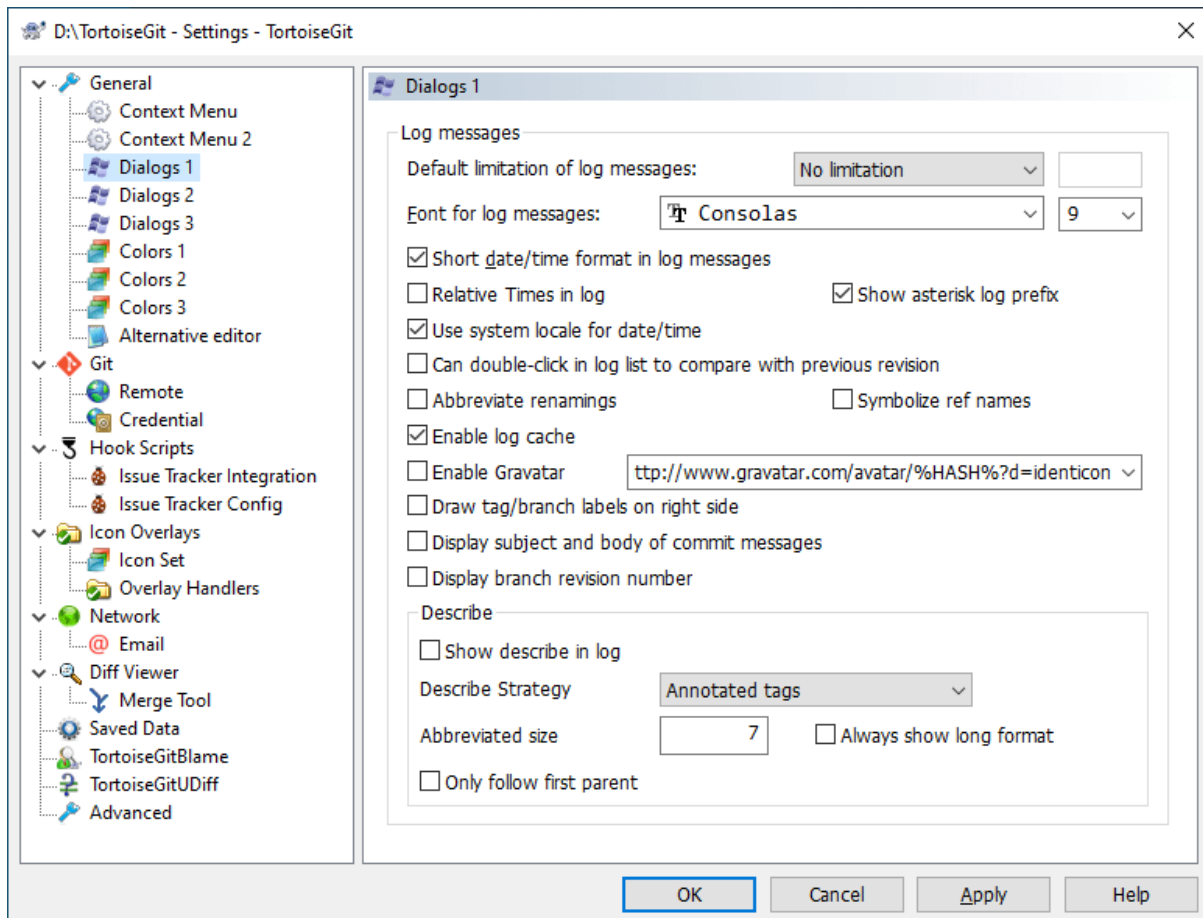 D:\TortoiseGit - Settings - TortoiseGit
General
Context Menu
Context Menu 2
Dialogs 1
Dialogs 2
Dialogs 3
Colors 1
Colors 2
Colors 3
Alternative editor
Git
Remote
Credential
Hook Scripts
Issue Tracker Integration
Issue Tracker Config
Icon Overlays
Icon Set
Overlay Handlers
Network
Email
Diff Viewer
Merge Tool
Saved Data
TortoiseGitBlame
TortoiseGitUDiff
Advanced
Dialogs 1
Log messages
Default limitation of log messages: No limitation
Font for log messages: Consolas 9
Short date/time format in log messages
Relative Times in log Show asterisk log prefix
Use system locale for date/time
Can double-click in log list to compare with previous revision
Abbreviate renamings Symbolize ref names
Enable log cache
Enable Gravatar ttp://www.gravatar.com/avatar/%HASH%?d=identicon
Draw tag/branch labels on right side
Display subject and body of commit messages
Display branch revision number
Describe
Show describe in log
Describe Strategy Annotated tags
Abbreviated size 7 Always show long format
Only follow first parent
OK Cancel Apply Help